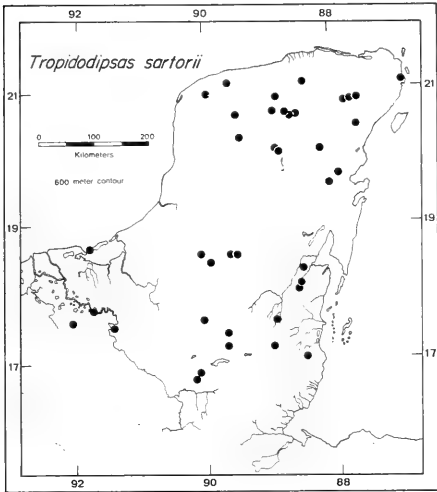 92 90 88
Tropidodipsas sartorii
21 21
0 100 200
Kilometers
600 meter contour
19 19
17 17
92 90 88